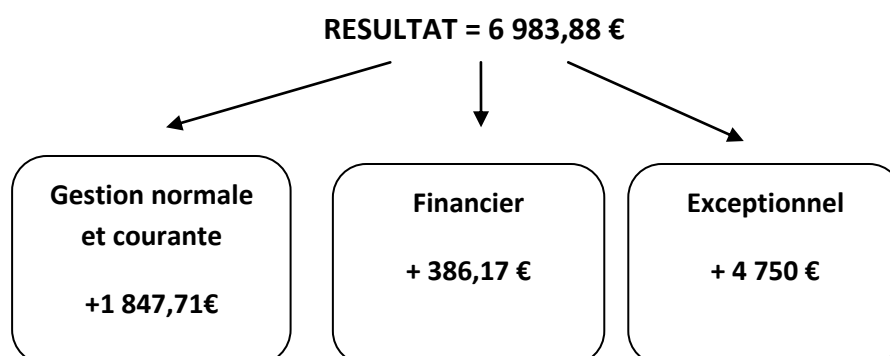 RESULTAT = 6 983,88 €
Gestion normale
et courante
+1 847,71€
Financier
+ 386,17 €
Exceptionnel
+ 4 750 €